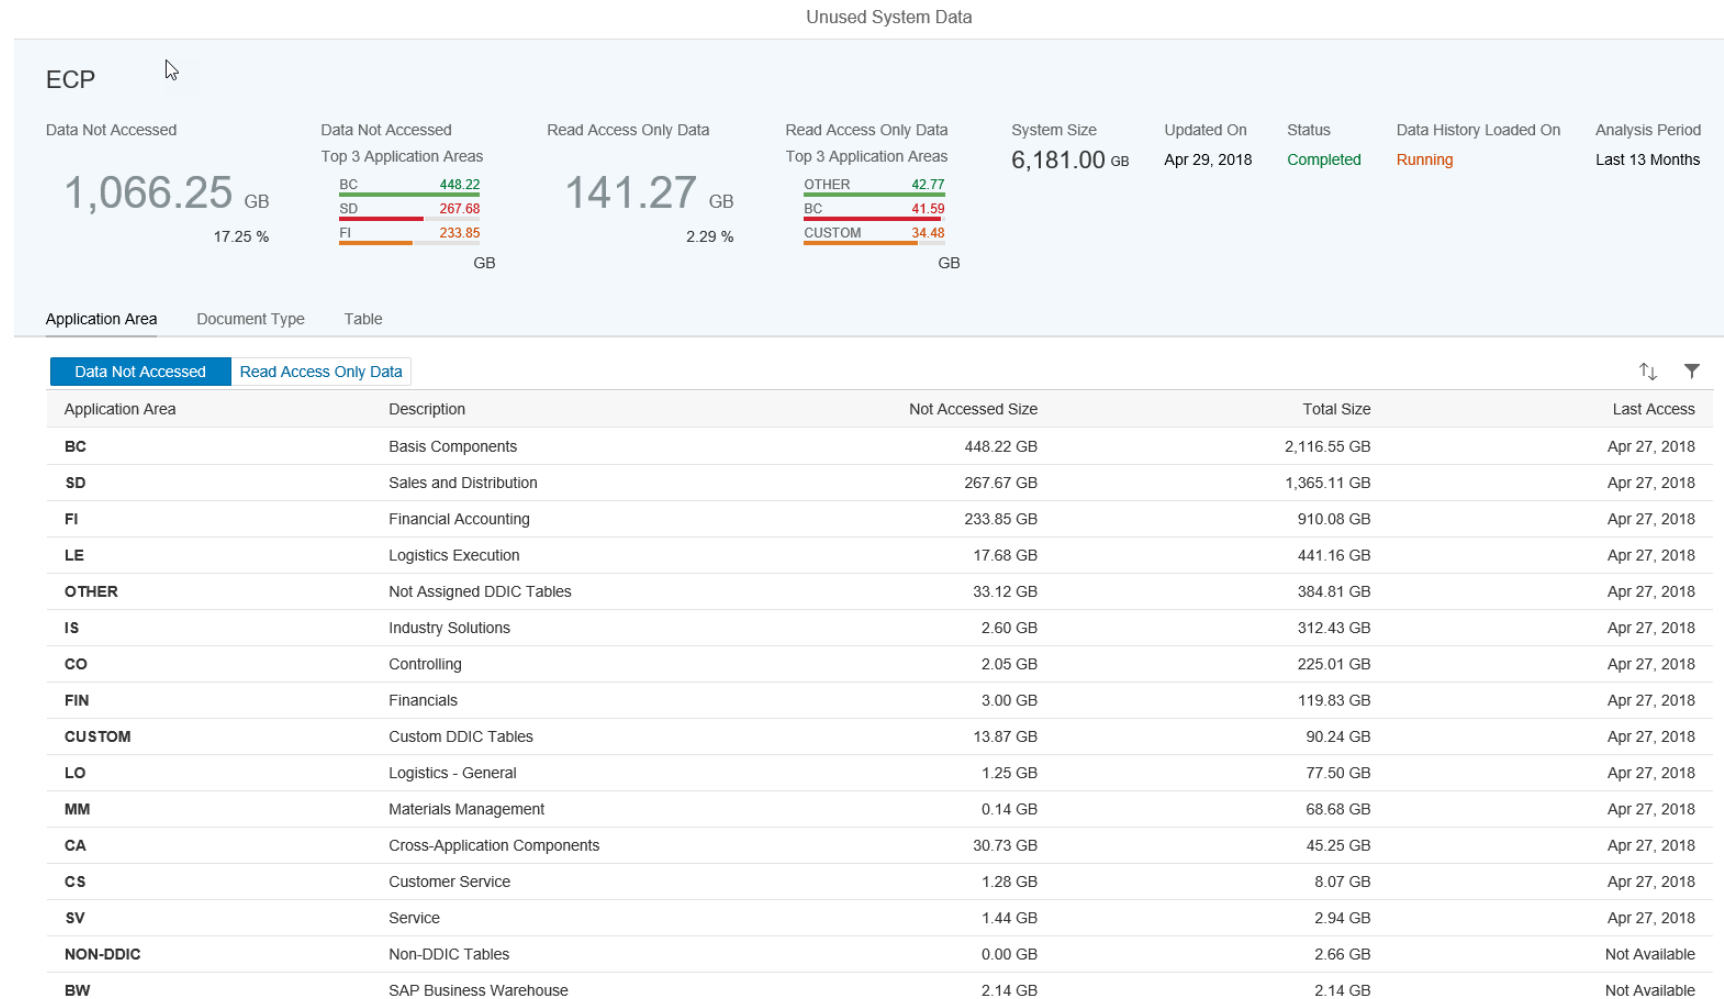 Unused System Data
ECP
Data Not Accessed Data Not Accessed Read Access Only Data Read Access Only Data System Size Updated On Status Data History Loaded On Analysis Period
Top 3 Application Areas Top 3 Application Areas 6,181.00 GB Apr 29, 2018 Completed Running Last 13 Months
1,066.25 GB BC 448.22 141.27 GB OTHER 42.77
SD 267.68 BC 41.59
17.25 % FI 233.85 2.29 % CUSTOM 34.48
GB GB
Application Area Document Type Table
Data Not Accessed Read Access Only Data
Application Area Description Not Accessed Size Total Size Last Access
BC Basis Components 448.22 GB 2,116.55 GB Apr 27, 2018
SD Sales and Distribution 267.67 GB 1,365.11 GB Apr 27, 2018
FI Financial Accounting 233.85 GB 910.08 GB Apr 27, 2018
LE Logistics Execution 17.68 GB 441.16 GB Apr 27, 2018
OTHER Not Assigned DDIC Tables 33.12 GB 384.81 GB Apr 27, 2018
IS Industry Solutions 2.60 GB 312.43 GB Apr 27, 2018
CO Controlling 2.05 GB 225.01 GB Apr 27, 2018
FIN Financials 3.00 GB 119.83 GB Apr 27, 2018
CUSTOM Custom DDIC Tables 13.87 GB 90.24 GB Apr 27, 2018
LO Logistics - General 1.25 GB 77.50 GB Apr 27, 2018
MM Materials Management 0.14 GB 68.68 GB Apr 27, 2018
CA Cross-Application Components 30.73 GB 45.25 GB Apr 27, 2018
CS Customer Service 1.28 GB 8.07 GB Apr 27, 2018
SV Service 1.44 GB 2.94 GB Apr 27, 2018
NON-DDIC Non-DDIC Tables 0.00 GB 2.66 GB Not Available
BW SAP Business Warehouse 2.14 GB 2.14 GB Not Available